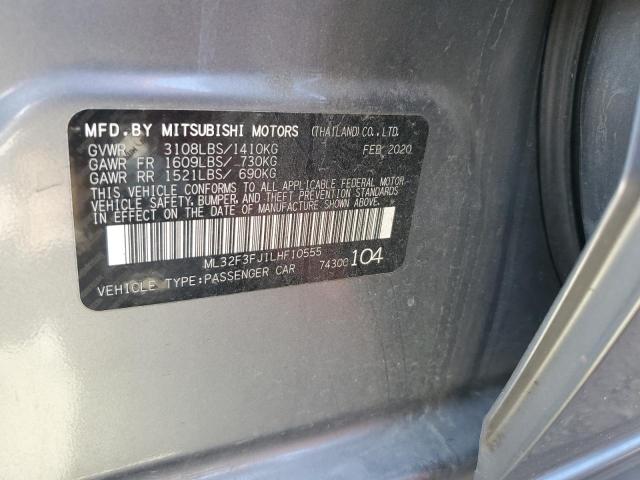 MFD.BY MITSUBISHI MOTORS (THAILAND)CO.,LTD.
GVWR 3108LBS/1410KG FEB 2020
GAWR FR 1609LBS/ 730KG
GAWR RR 1521LBS/ 690KG
THIS VEHICLE CONFORMS TO ALL APPLICABLE FEDERAL MOTOR
VEHICLE SAFETY, BUMPER, AND THEFT PREVENTION STANDARDS
IN EFFECT ON THE DATE OF MANUFACTURE SHOWN ABOVE.
ML32F3FJ1LHF10555
VEHICLE TYPE:PASSENGER CAR 74300 104